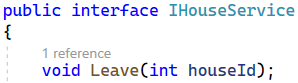 public interface IHouseService
{
1 reference
void Leave(int houseId);